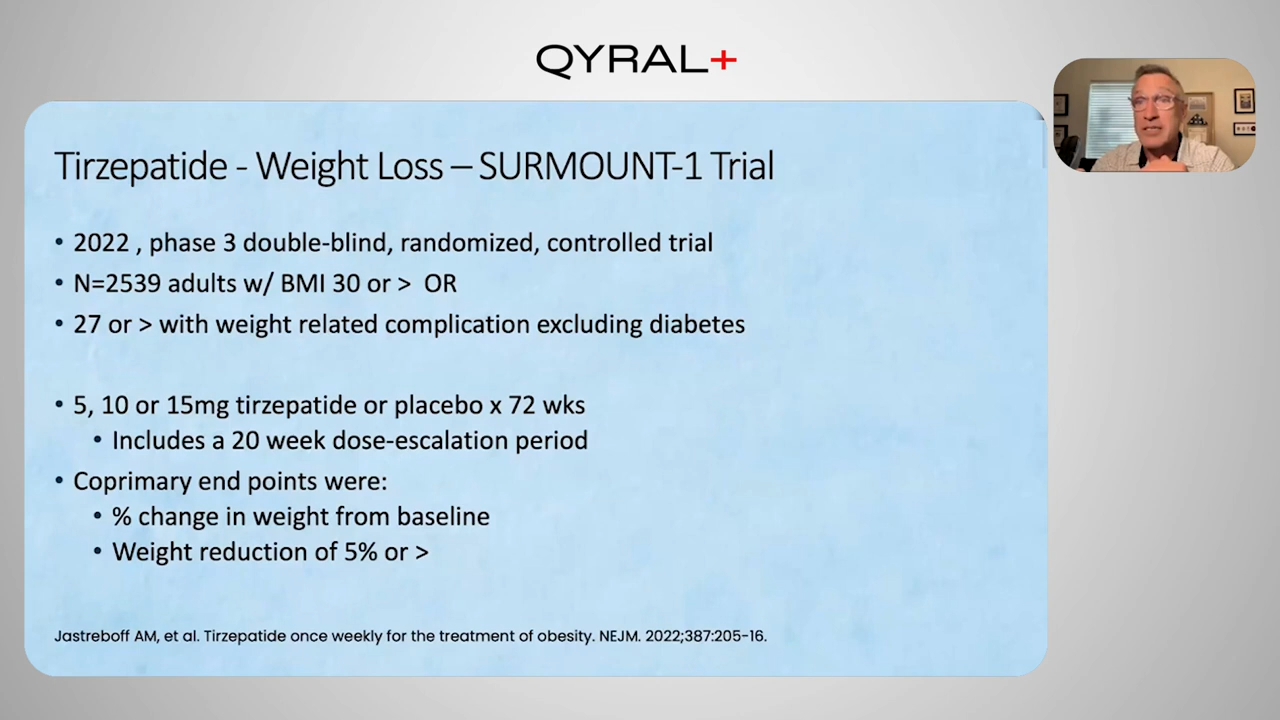 QYRAL+
Tirzepatide - Weight Loss – SURMOUNT-1 Trial
• 2022 , phase 3 double-blind, randomized, controlled trial
• N=2539 adults w/ BMI 30 or > OR
• 27 or > with weight related complication excluding diabetes
• 5, 10 or 15mg tirzepatide or placebo x 72 wks
• Includes a 20 week dose-escalation period
• Coprimary end points were:
• % change in weight from baseline
• Weight reduction of 5% or >
Jastreboff AM, et al. Tirzepatide once weekly for the treatment of obesity. NEJM. 2022;387:205-16.